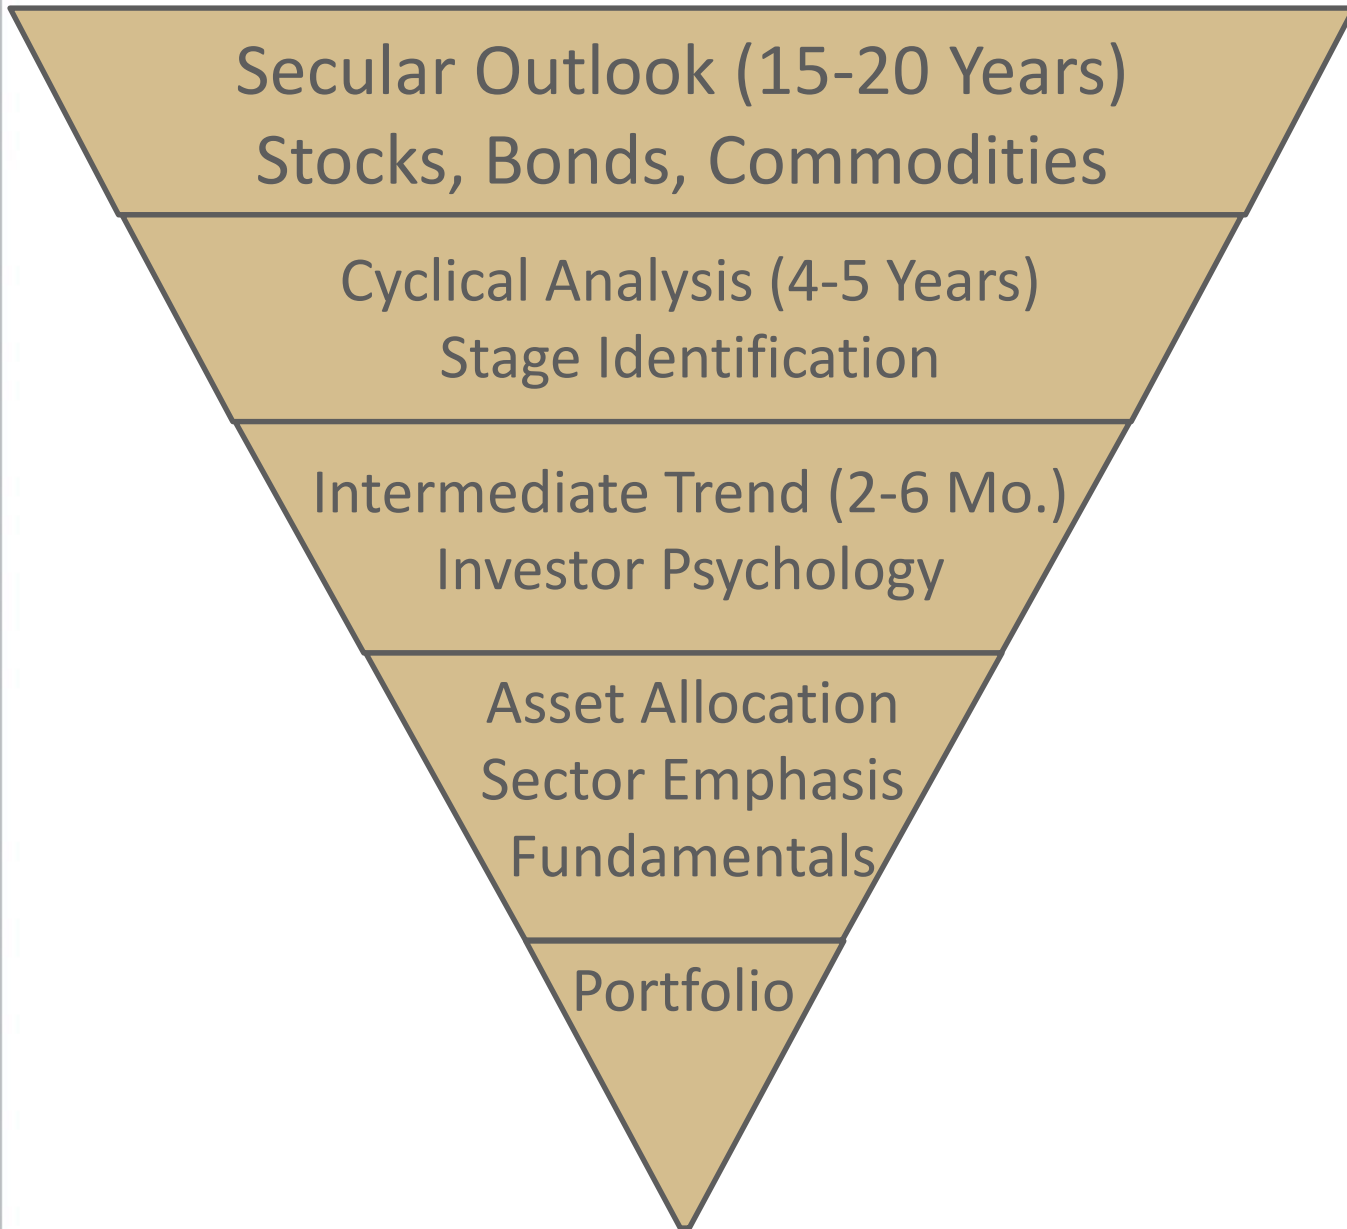 Secular Outlook (15-20 Years)
Stocks, Bonds, Commodities
Cyclical Analysis (4-5 Years)
Stage Identification
Intermediate Trend (2-6 Mo.)
Investor Psychology
Asset Allocation
Sector Emphasis
Fundamentals
Portfolio